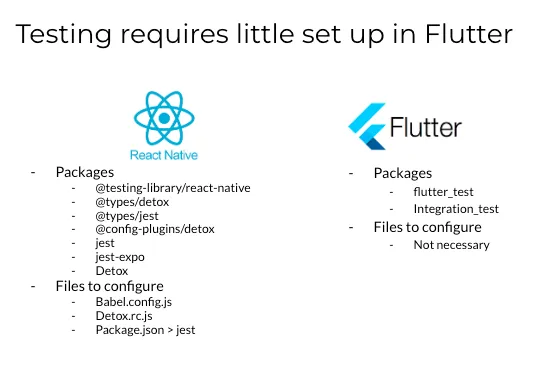 Testing requires little set up in Flutter
React Native
- Packages
- @testing-library/react-native
- @types/detox
- @types/jest
- @config-plugins/detox
- jest
- jest-expo
- Detox
- Files to configure
- Babel.config.js
- Detox.rc.js
- Package.json > jest
Flutter
- Packages
- flutter_test
- Integration_test
- Files to configure
- Not necessary